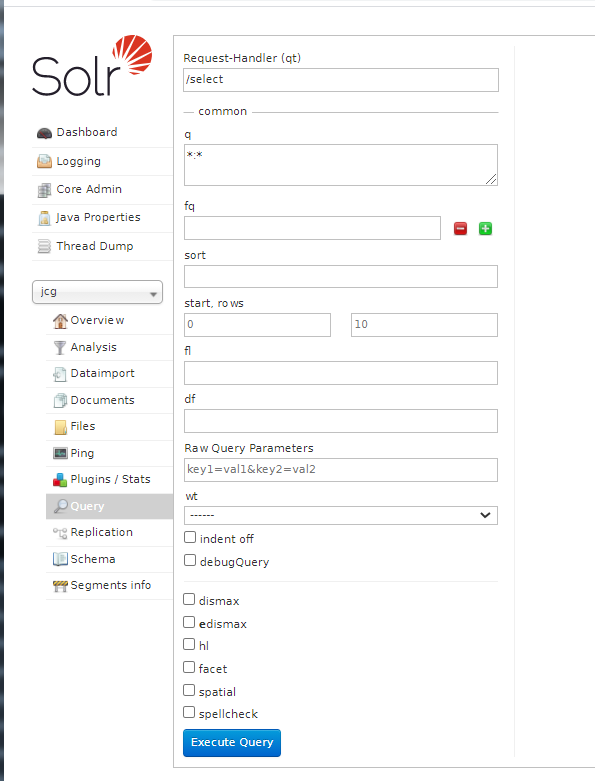 Solr
Dashboard
Logging
Core Admin
Java Properties
Thread Dump
jcg
Overview
Analysis
Dataimport
Documents
Files
Ping
Plugins / Stats
Query
Replication
Schema
Segments info
Request-Handler (qt)
/select
common
q
*:*
fq
sort
start, rows
0 10
fl
df
Raw Query Parameters
key1=val1&key2=val2
wt
------
indent off
debugQuery
dismax
edismax
hl
facet
spatial
spellcheck
Execute Query